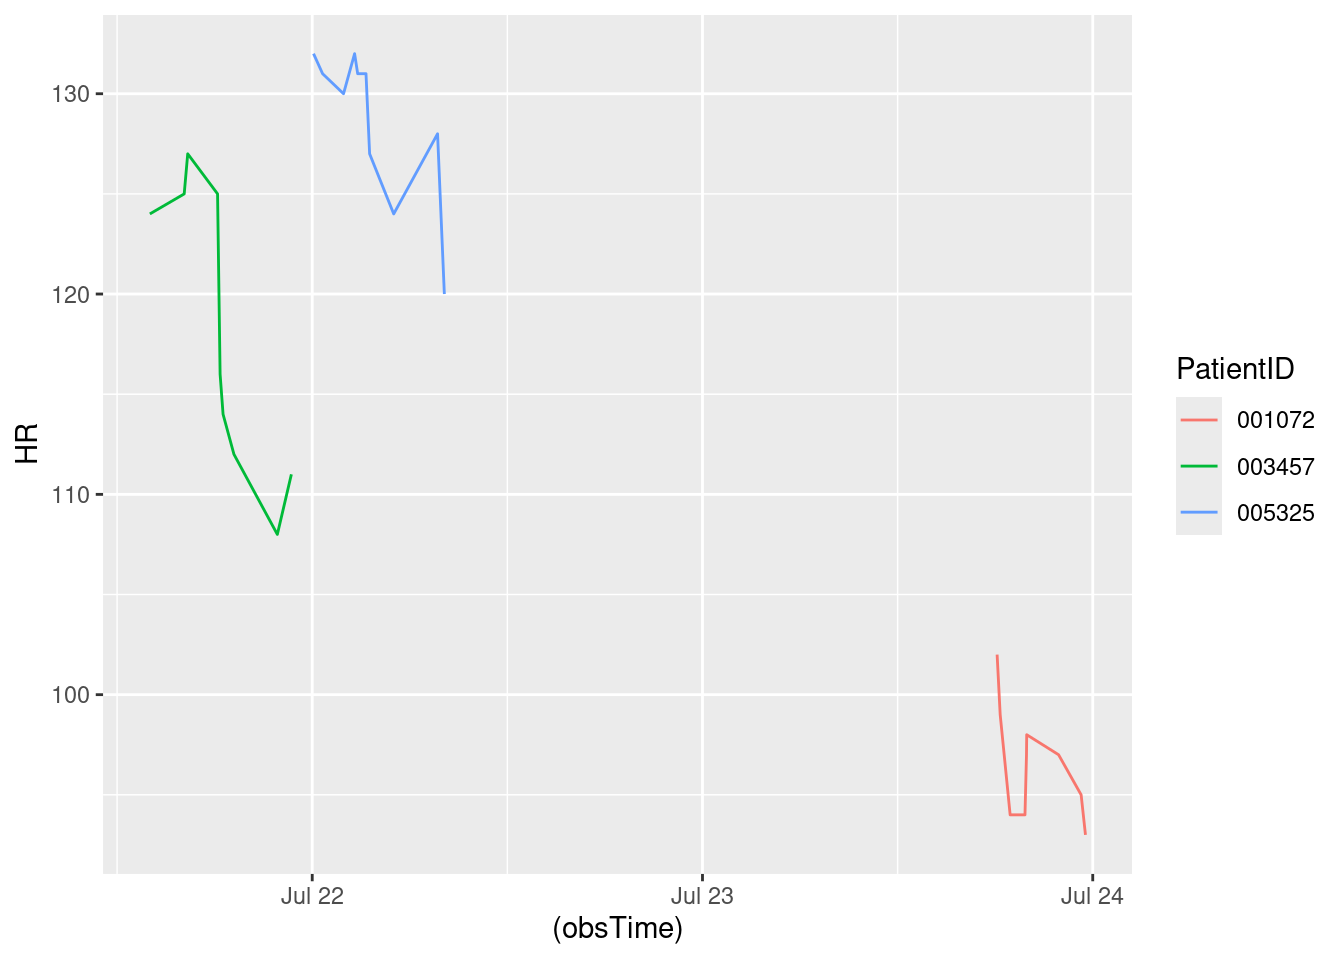 130
120
110
100
HR
Jul 22
Jul 23
Jul 24
(obsTime)
PatientID
001072
003457
005325